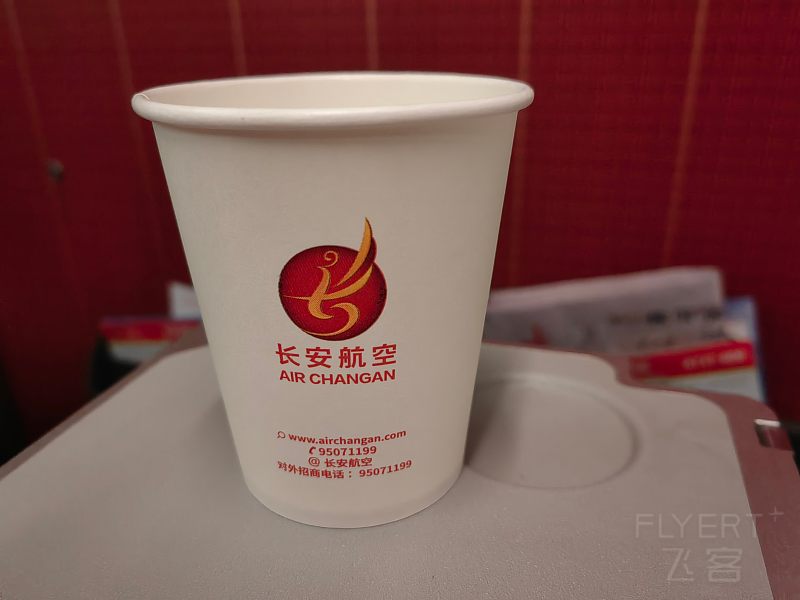 长安航空
AIR CHANGAN
www.airchangan.com
95071199
@ 长安航空
对外招商电话：95071199
FLYERT+
飞客